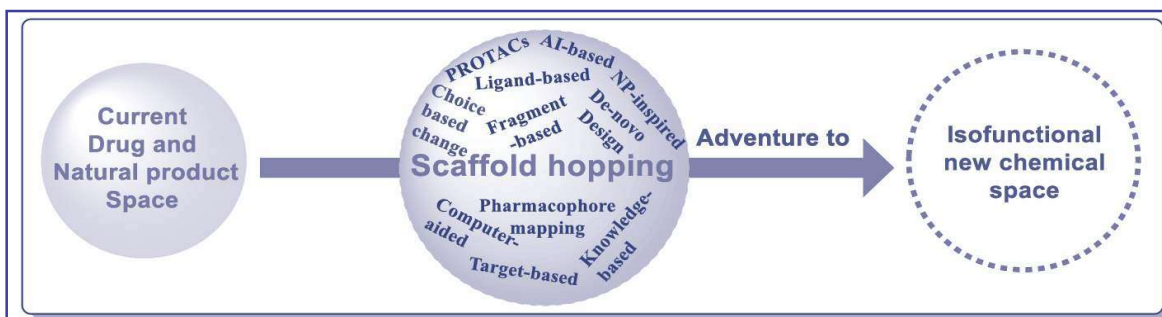 Current
Drug and
Natural product
Space
PROTACs
AI-based
Ligand-based
NP-inspired
Choice
based
change
Fragment
-based
De-novo
Design
Scaffold hopping
Pharmacophore
mapping
Computer-
aided
Knowledge-
based
Target-based
Adventure to
Isofunctional
new chemical
space